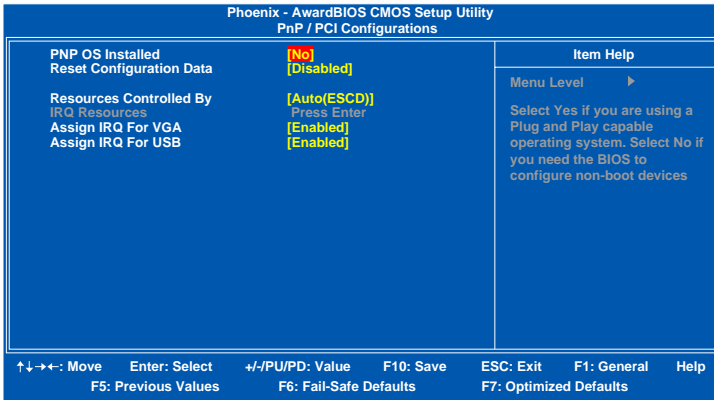 Phoenix - AwardBIOS CMOS Setup Utility
PnP / PCI Configurations
PNP OS Installed [No]
Reset Configuration Data [Disabled]
Resources Controlled By [Auto(ESCD)]
IRQ Resources Press Enter
Assign IRQ For VGA [Enabled]
Assign IRQ For USB [Enabled]
Item Help
Menu Level ▶
Select Yes if you are using a
Plug and Play capable
operating system. Select No if
you need the BIOS to
configure non-boot devices
↑↓→←: Move Enter: Select +/-/PU/PD: Value F10: Save ESC: Exit F1: General Help
F5: Previous Values F6: Fail-Safe Defaults F7: Optimized Defaults